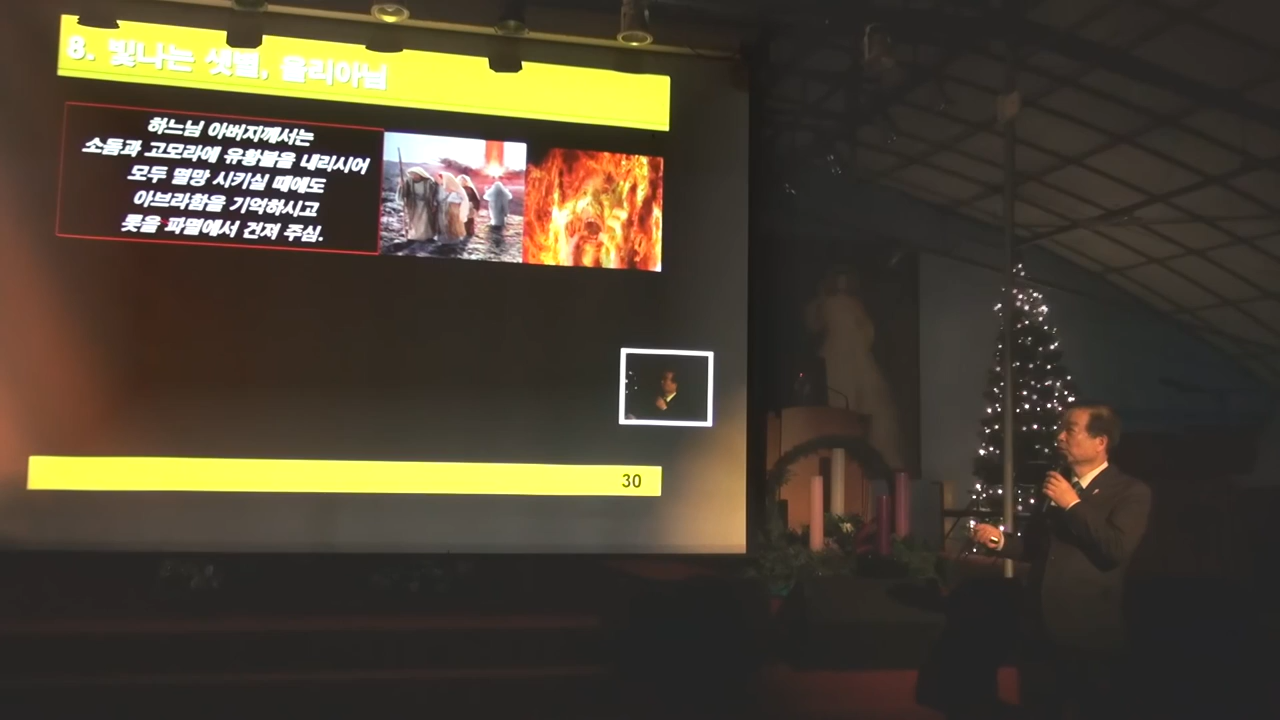 8. 빛나는 샛별, 율리아님
하느님 아버지께서는
소돔과 고모라에 유황불을 내리시어
모두 멸망 시키실 때에도
아브라함을 기억하시고
롯을 파멸에서 건져 주심.
30